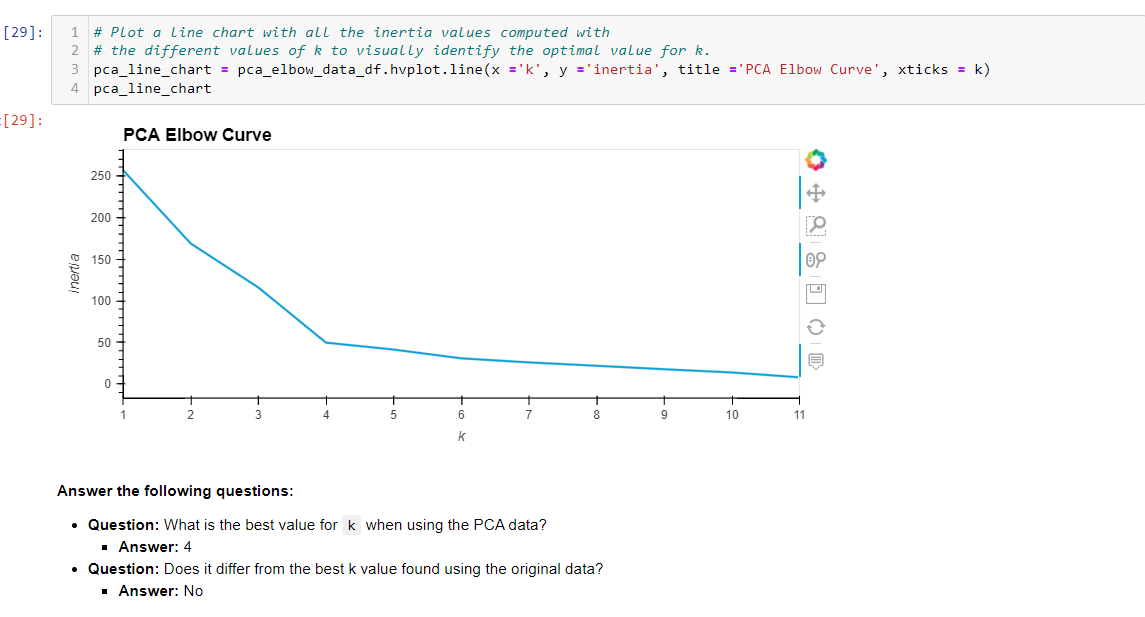 [29]:
1 # Plot a line chart with all the inertia values computed with
2 # the different values of k to visually identify the optimal value for k.
3 pca_line_chart = pca_elbow_data_df.hvplot.line(x ='k', y ='inertia', title ='PCA Elbow Curve', xticks = k)
4 pca_line_chart
:[29]:
PCA Elbow Curve
250
200
150
100
50
0
inertia
1 2 3 4 5 6 7 8 9 10 11
k
Answer the following questions:
• Question: What is the best value for k when using the PCA data?
▪ Answer: 4
• Question: Does it differ from the best k value found using the original data?
▪ Answer: No